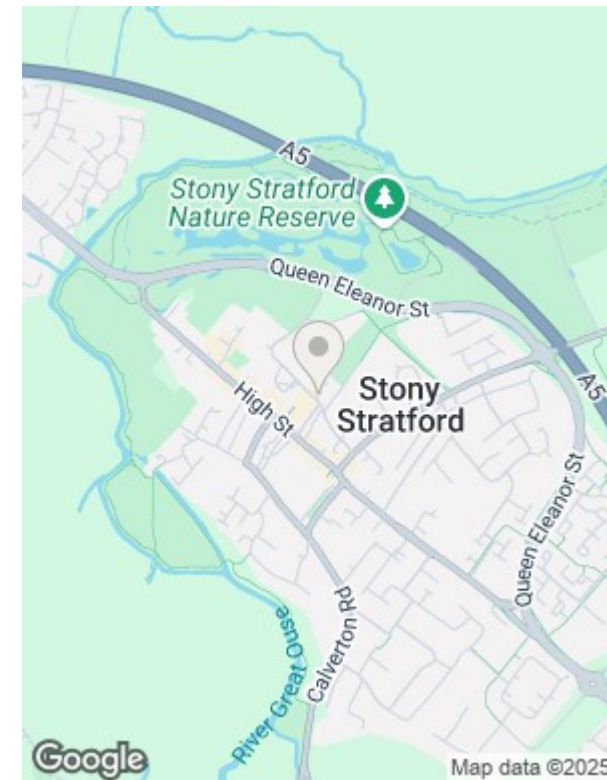 A5
Stony Stratford
Nature Reserve
Queen Eleanor St
Stony
Stratford
High St
A5
Queen Eleanor St
Calverton Rd
River Great Ouse
Google
Map data ©2025